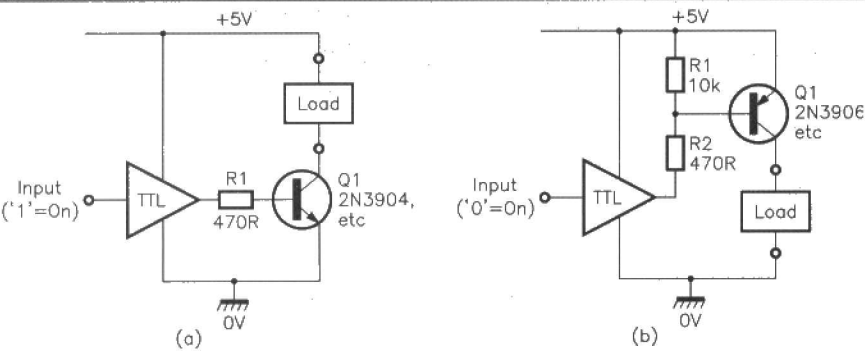 +5V
Load
Input
('1'=On)
TTL
R1
470R
Q1
2N3904,
etc
0V
(a)
+5V
R1
10k
Q1
2N3906
etc
R2
470R
Input
('0'=On)
TTL
Load
0V
(b)